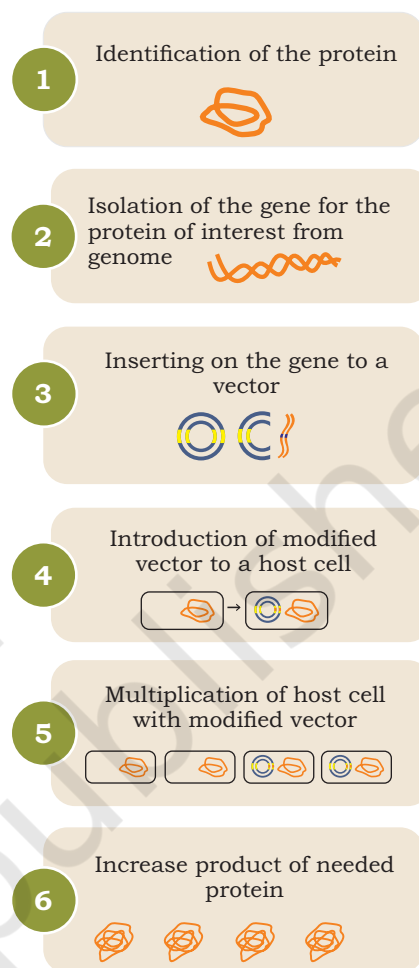 1
Identification of the protein
2
Isolation of the gene for the
protein of interest from
genome
3
Inserting on the gene to a
vector
4
Introduction of modified
vector to a host cell
5
Multiplication of host cell
with modified vector
6
Increase product of needed
protein